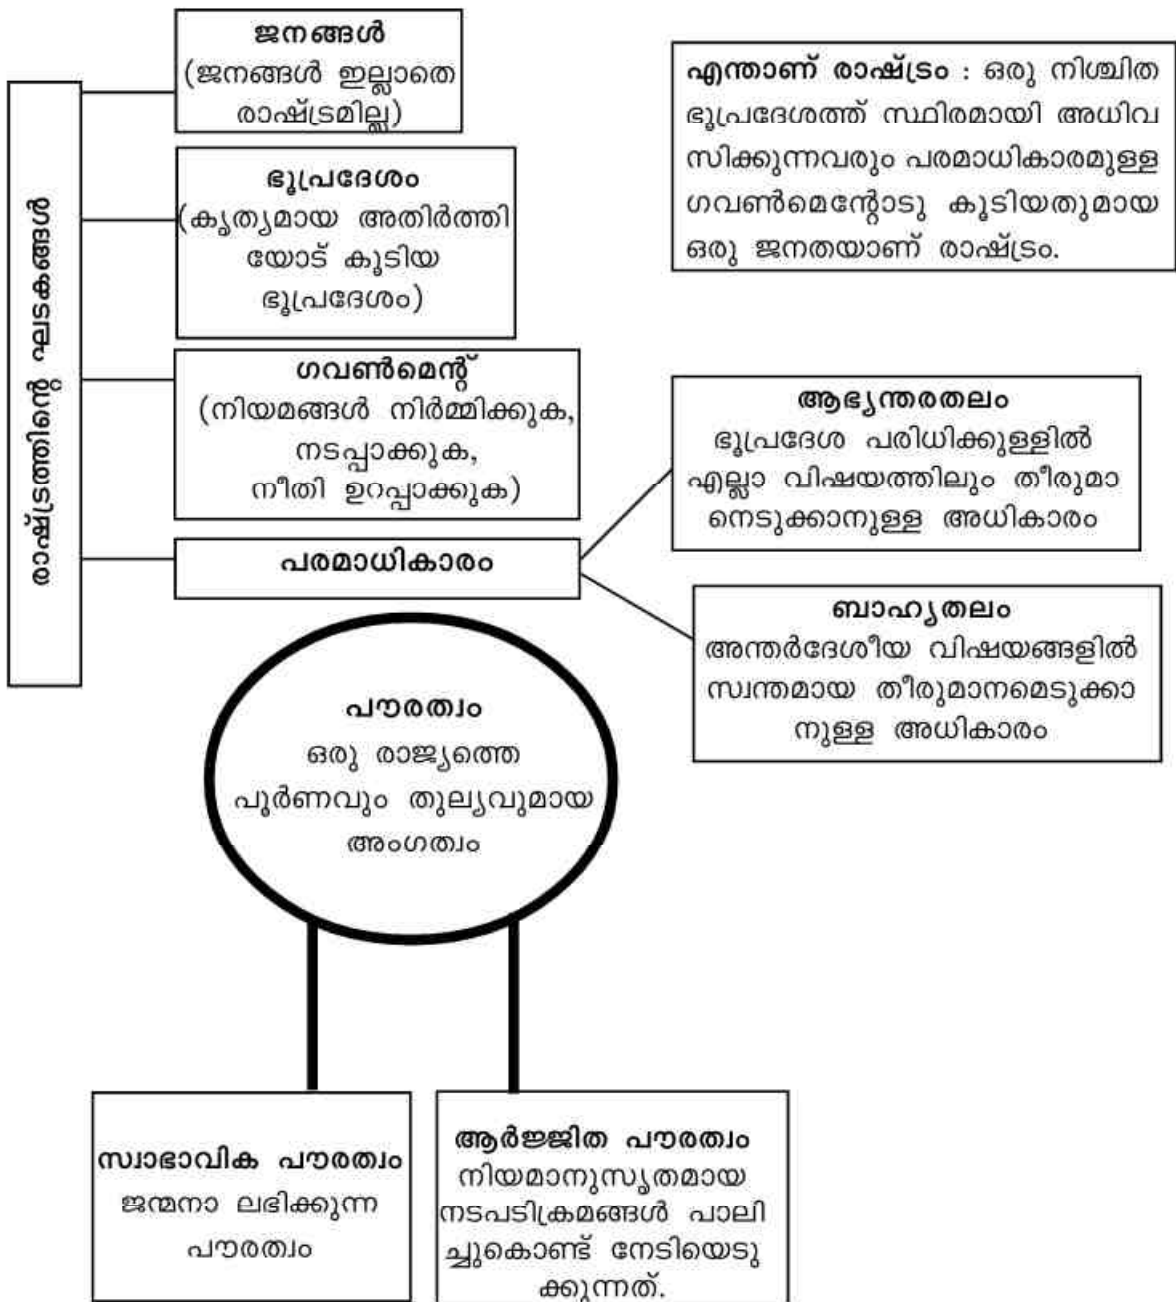 രാഷ്ട്രത്തിന്റെ ഘടകങ്ങൾ
ജനങ്ങൾ
(ജനങ്ങൾ ഇല്ലാതെ
രാഷ്ട്രമില്ല)
എന്താണ് രാഷ്ട്രം : ഒരു നിശ്ചിത
ഭൂപ്രദേശത്ത് സ്ഥിരമായി അധിവ
സിക്കുന്നവരും പരമാധികാരമുള്ള
ഗവൺമെന്റോടു കൂടിയതുമായ
ഒരു ജനതയാണ് രാഷ്ട്രം.
ഭൂപ്രദേശം
(കൃത്യമായ അതിർത്തി
യോട് കൂടിയ
ഭൂപ്രദേശം)
ഗവൺമെന്റ്
(നിയമങ്ങൾ നിർമ്മിക്കുക,
നടപ്പാക്കുക,
നീതി ഉറപ്പാക്കുക)
പരമാധികാരം
ആഭ്യന്തരതലം
ഭൂപ്രദേശ പരിധിക്കുള്ളിൽ
എല്ലാ വിഷയത്തിലും തീരുമാ
നെടുക്കാനുള്ള അധികാരം
ബാഹ്യതലം
അന്തർദേശീയ വിഷയങ്ങളിൽ
സ്വന്തമായ തീരുമാനമെടുക്കാ
നുള്ള അധികാരം
പൗരത്വം
ഒരു രാജ്യത്തെ
പൂർണവും തുല്യവുമായ
അംഗത്വം
സ്വാഭാവിക പൗരത്വം
ജന്മനാ ലഭിക്കുന്ന
പൗരത്വം
ആർജ്ജിത പൗരത്വം
നിയമാനുസൃതമായ
നടപടിക്രമങ്ങൾ പാലി
ച്ചുകൊണ്ട് നേടിയെടു
ക്കുന്നത്.